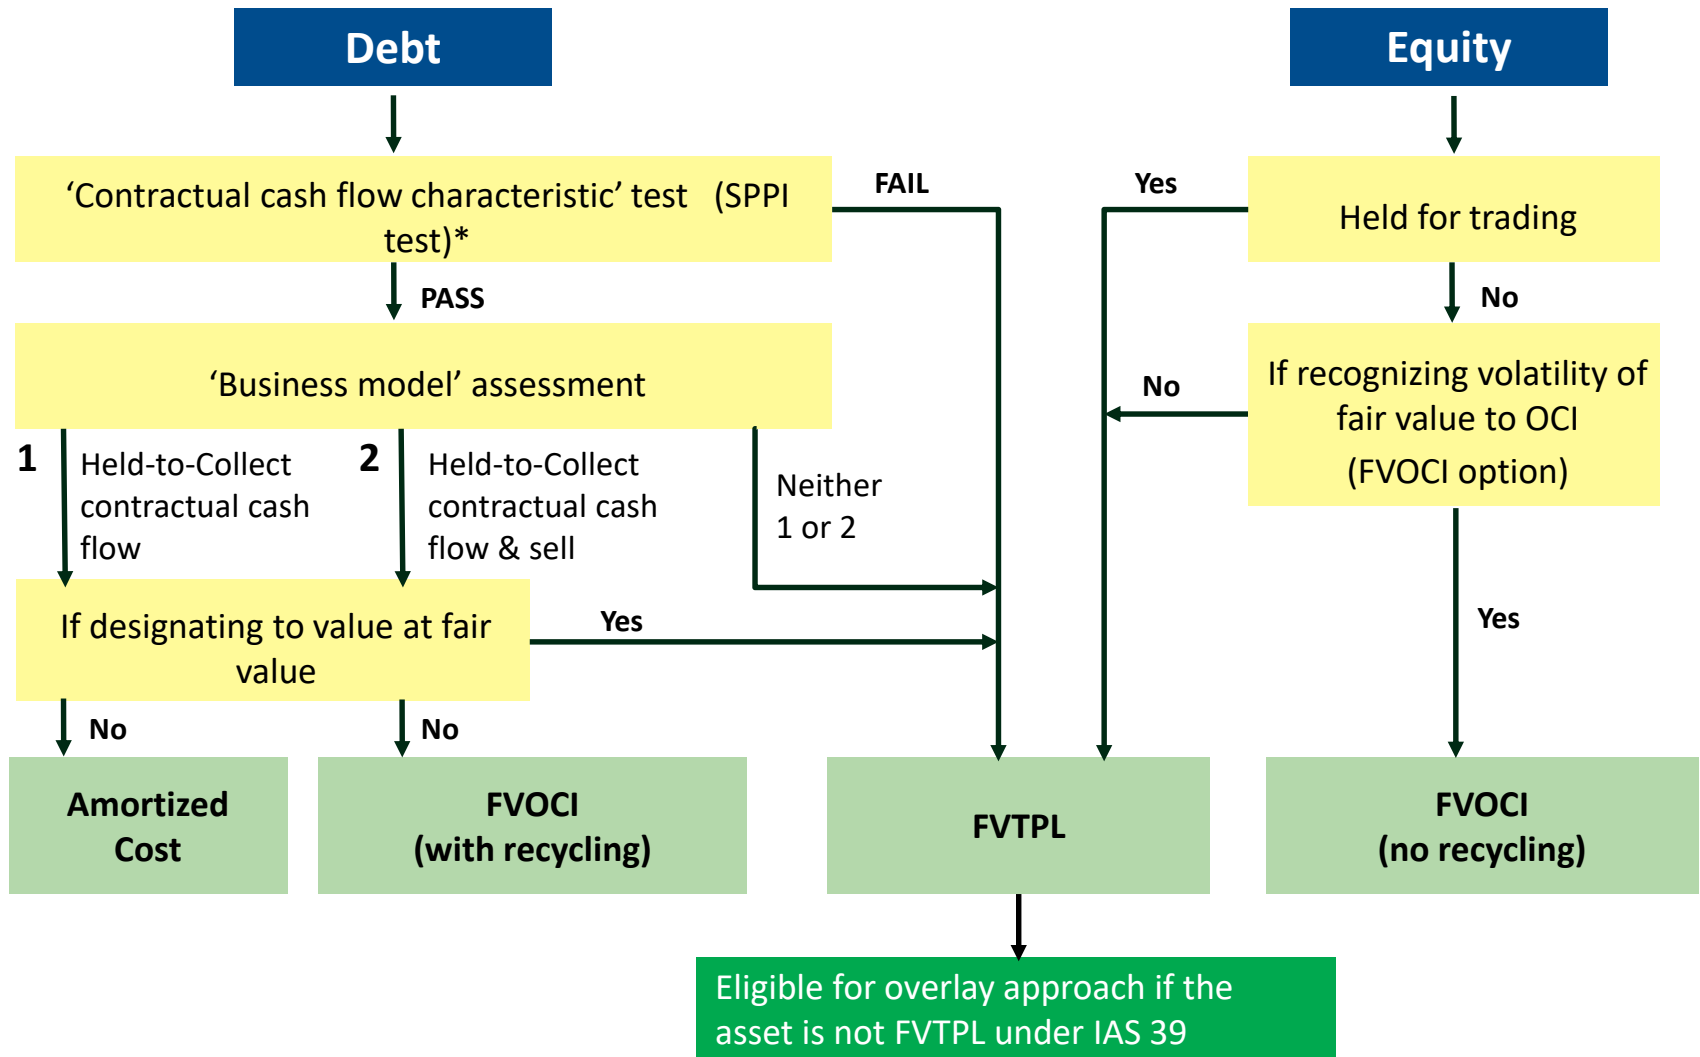 Debt
Equity
‘Contractual cash flow characteristic’ test (SPPI
test)*
FAIL
Yes
Held for trading
PASS
No
‘Business model’ assessment
If recognizing volatility of
fair value to OCI
(FVOCI option)
No
1
Held-to-Collect
contractual cash
flow
2
Held-to-Collect
contractual cash
flow & sell
Neither
1 or 2
If designating to value at fair
value
Yes
Yes
No
No
Amortized
Cost
FVOCI
(with recycling)
FVTPL
FVOCI
(no recycling)
Eligible for overlay approach if the
asset is not FVTPL under IAS 39